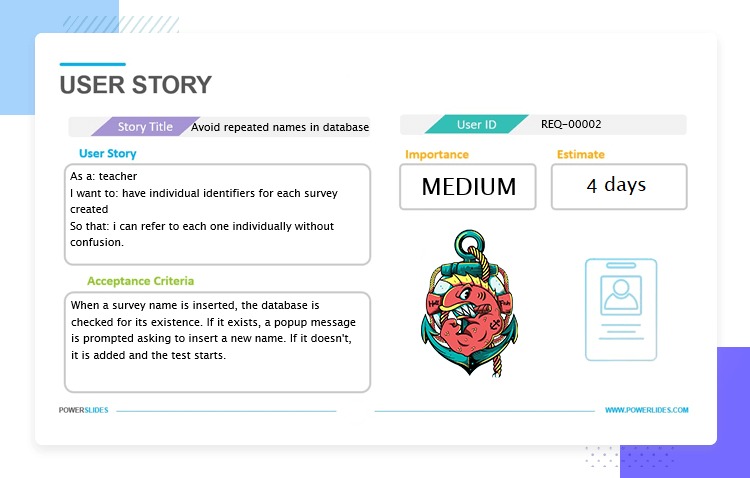 USER STORY
Story Title Avoid repeated names in database
User ID REQ-00002
User Story
As a: teacher
I want to: have individual identifiers for each survey
created
So that: i can refer to each one individually without
confusion.
Importance
MEDIUM
Estimate
4 days
Acceptance Criteria
When a survey name is inserted, the database is
checked for its existence. If it exists, a popup message
is prompted asking to insert a new name. If it doesn't,
it is added and the test starts.
Fish
POWERSLIDES
WWW.POWERLIDES.COM